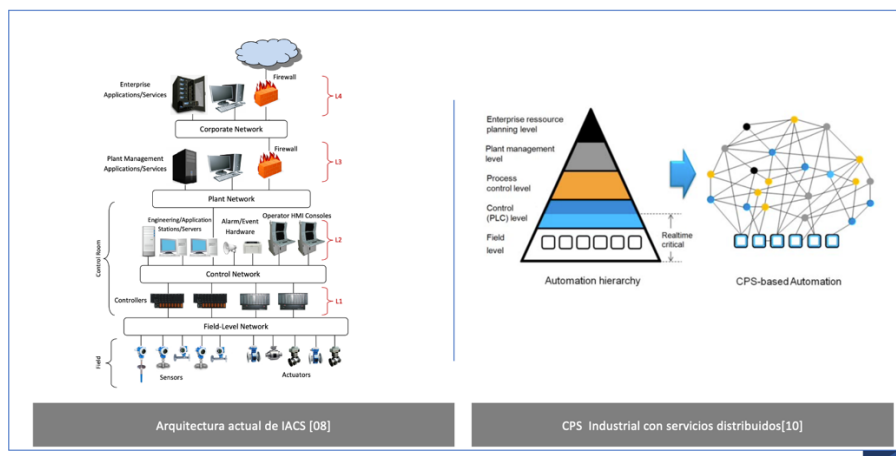 Enterprise
Applications/Services
Firewall
L4
Corporate Network
Plant Management
Applications/Services
Firewall
L3
Plant Network
Control Room
Engineering/Application
Stations/Servers
Alarm/Event
Hardware
Operator HMI Consoles
L2
Control Network
Controllers
L1
Field-Level Network
Field
Sensors
Actuators
Arquitectura actual de IACS [08]
Enterprise ressource
planning level
Plant management
level
Process
control level
Control
(PLC) level
Field
level
Realtime
critical
Automation hierarchy
CPS-based Automation
CPS Industrial con servicios distribuidos[10]